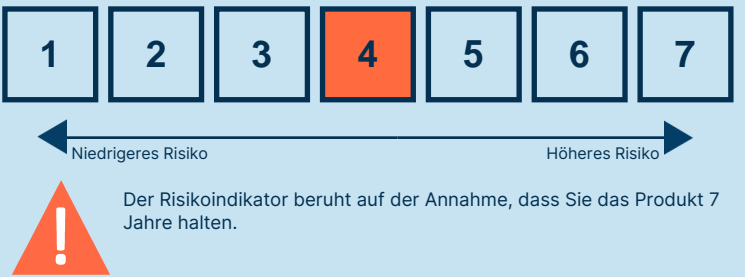 1 2 3 4 5 6 7
Niedrigeres Risiko Höheres Risiko
Der Risikoindikator beruht auf der Annahme, dass Sie das Produkt 7
Jahre halten.